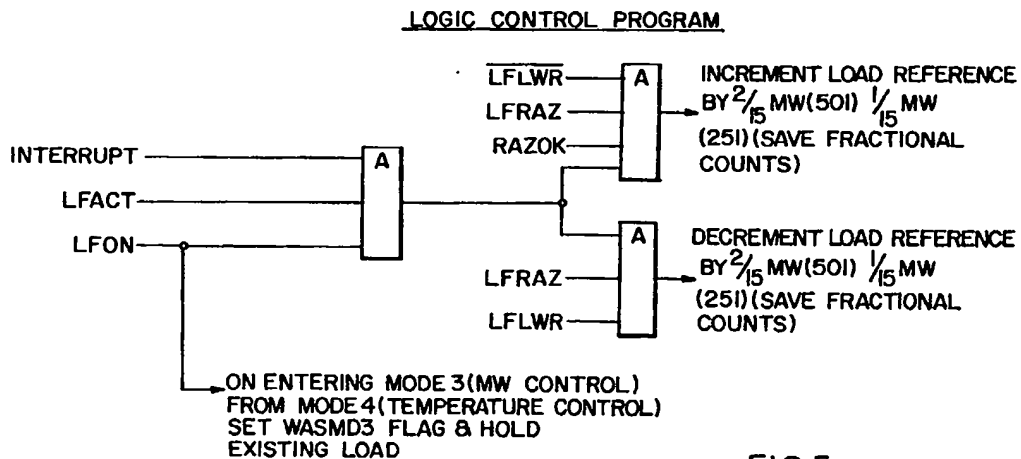 LOGIC CONTROL PROGRAM
L̅F̅L̅W̅R̅
A
INCREMENT LOAD REFERENCE
LFRAZ
BY 2/15 MW(501) 1/15 MW
RAZOK
(251)(SAVE FRACTIONAL
COUNTS)
INTERRUPT
A
LFACT
LFON
A
DECREMENT LOAD REFERENCE
LFRAZ
BY 2/15 MW(501) 1/15 MW
LFLWR
(251)(SAVE FRACTIONAL
COUNTS)
ON ENTERING MODE 3(MW CONTROL)
FROM MODE 4(TEMPERATURE CONTROL)
SET WASMD3 FLAG & HOLD
EXISTING LOAD